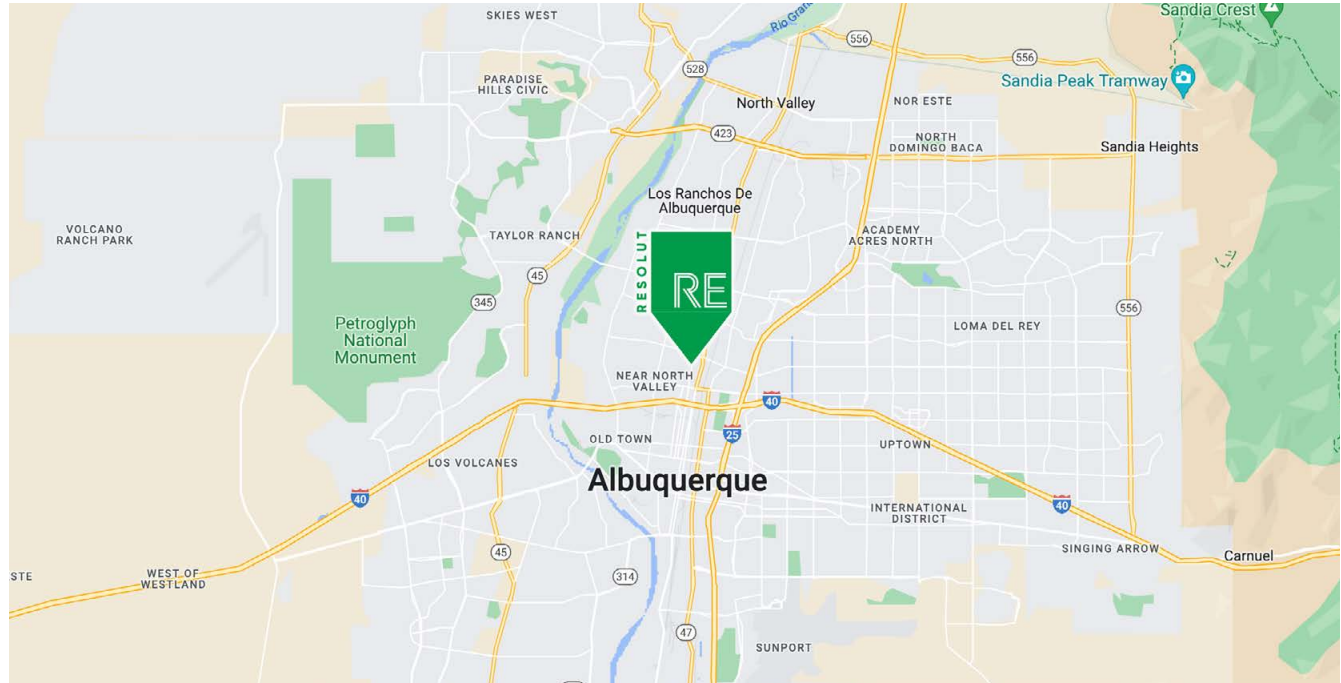 SKIES WEST
Sandia Crest
Rio Gran
556
556
528
PARADISE
HILLS CIVIC
Sandia Peak Tramway
North Valley
NOR ESTE
423
NORTH
DOMINGO BACA
Sandia Heights
Los Ranchos De
Albuquerque
VOLCANO
RANCH PARK
TAYLOR RANCH
ACADEMY
ACRES NORTH
RESOLUT
RE
45
345
556
Petroglyph
National
Monument
LOMA DEL REY
NEAR NORTH
VALLEY
40
25
OLD TOWN
UPTOWN
LOS VOLCANES
Albuquerque
40
40
INTERNATIONAL
DISTRICT
45
SINGING ARROW
Carnuel
STE
WEST OF
WESTLAND
314
47
SUNPORT